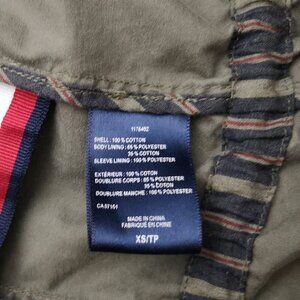 1176492
SHELL: 100% COTTON
BODY LINING: 65% POLYESTER
35% COTTON
SLEEVE LINING: 100% POLYESTER
EXTÉRIEUR: 100% COTON
DOUBLURE CORPS: 65% POLYESTER
35% COTON
DOUBLURE MANCHE: 100% POLYESTER
CA57151
MADE IN CHINA
FABRIQUÉ EN CHINE
XS/TP